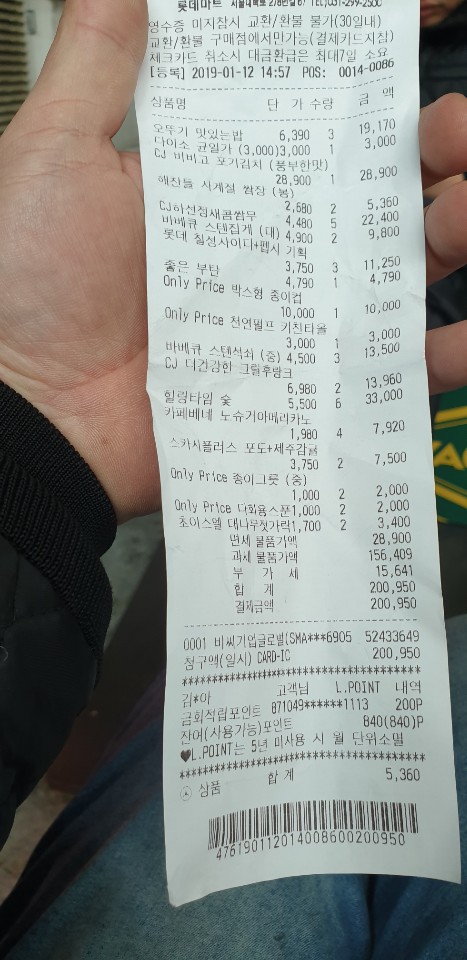 롯데마트 서울대학로 278번길 67 TEL)031-299-2500
영수증 미지참시 교환/환불 불가(30일내)
교환/환불 구매점에서만가능(결제카드지참)
체크카드 취소시 대금환급은 최대7일 소요
[등록] 2019-01-12 14:57 POS: 0014-0086
상품명 단 가 수량 금 액
오뚜기 맛있는밥 6,390 3 19,170
다이소 균일가 (3,000)3,000 1 3,000
CJ 비비고 포기김치 (풍부한맛)
28,900 1 28,900
해찬들 사계절 쌈장 (봉)
2,680 2 5,360
CJ하선정새콤쌈무 4,480 5 22,400
바베큐 스텐집게 (대) 4,900 2 9,800
롯데 칠성사이다+펩시 기획
3,750 3 11,250
좋은 부탄 4,790 1 4,790
Only Price 박스형 종이컵
10,000 1 10,000
Only Price 천연펄프 키친타올
3,000 1 3,000
바베큐 스텐석쇠 (중) 4,500 3 13,500
CJ 더건강한 그릴후랑크
6,980 2 13,960
힐링타임 숯 5,500 6 33,000
카페베네 노슈거아메리카노
1,980 4 7,920
스카시플러스 포도+제주감귤
3,750 2 7,500
Only Price 종이그릇 (중)
1,000 2 2,000
Only Price 다회용스푼1,000 2 2,000
초이스엘 대나무젓가락1,700 2 3,400
면세 물품가액 28,900
과세 물품가액 156,409
부 가 세 15,641
합 계 200,950
결제금액 200,950
0001 비씨기업글로벌(SMA***6905 52433649
청구액(일시) CARD-IC 200,950
김*아 고객님 L.POINT 내역
금회적립포인트 871049******1113 200P
잔여(사용가능)포인트 840(840)P
♥L.POINT는 5년 미사용 시 월 단위소멸
Ⓐ 상품 합 계 5,360
476190112014008600200950